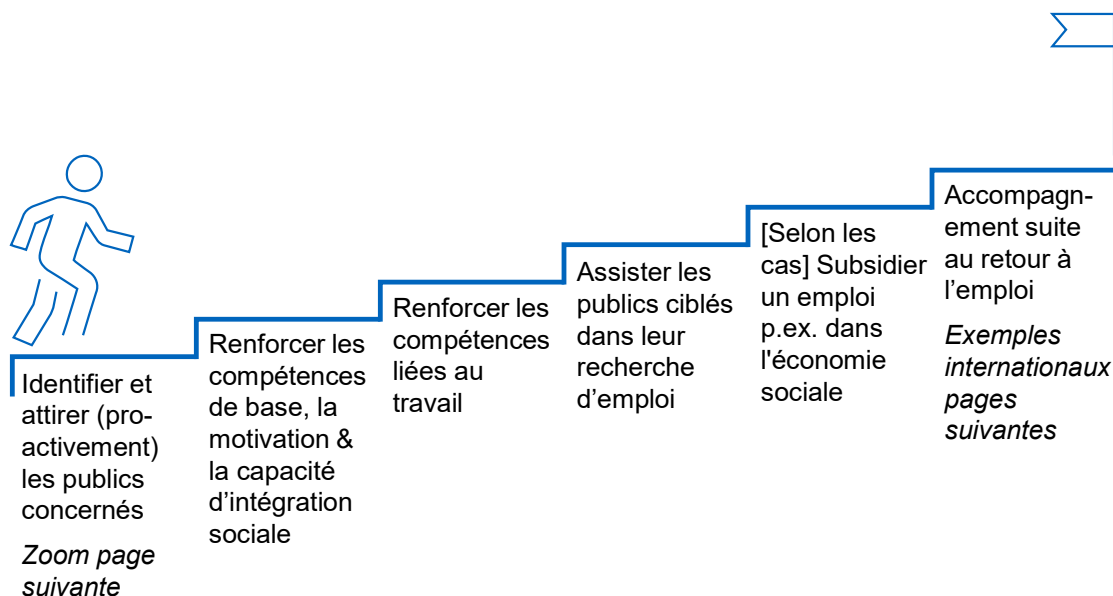 Identifier et
attirer (pro-
activement)
les publics
concernés
Zoom page
suivante
Renforcer les
compétences
de base, la
motivation &
la capacité
d’intégration
sociale
Renforcer les
compétences
liées au
travail
Assister les
publics ciblés
dans leur
recherche
d’emploi
[Selon les
cas] Subsidier
un emploi
p.ex. dans
l'économie
sociale
Accompagn-
ement suite
au retour à
l’emploi
Exemples
internationaux
pages
suivantes